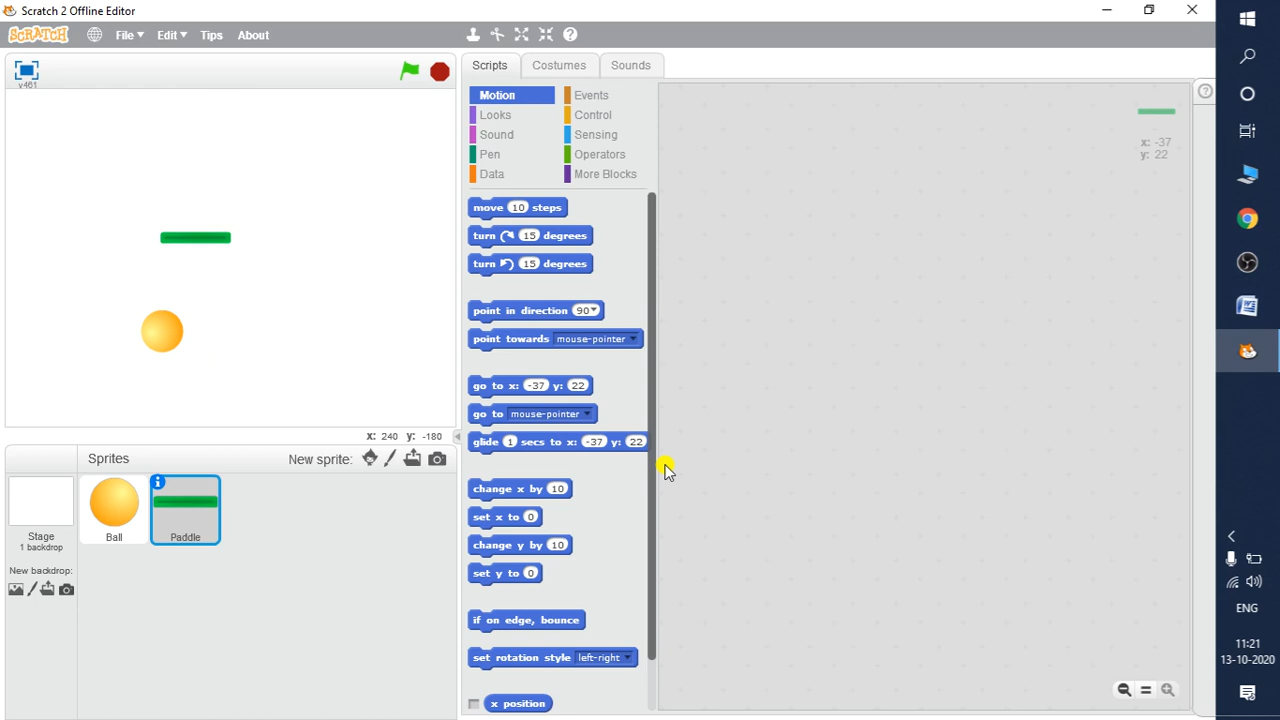 Scratch 2 Offline Editor
SCRATCH File Edit Tips About
v461
Scripts Costumes Sounds
Motion Events
Looks Control
Sound Sensing
Pen Operators
Data More Blocks
x: -37
y: 22
move 10 steps
turn 15 degrees
turn 15 degrees
point in direction 90
point towards mouse-pointer
go to x: -37 y: 22
go to mouse-pointer
glide 1 secs to x: -37 y: 22
change x by 10
set x to 0
change y by 10
set y to 0
if on edge, bounce
set rotation style left-right
x position
x: 240 y: -180
Sprites New sprite:
Stage
1 backdrop
New backdrop:
Ball
Paddle
ENG
11:21
13-10-2020